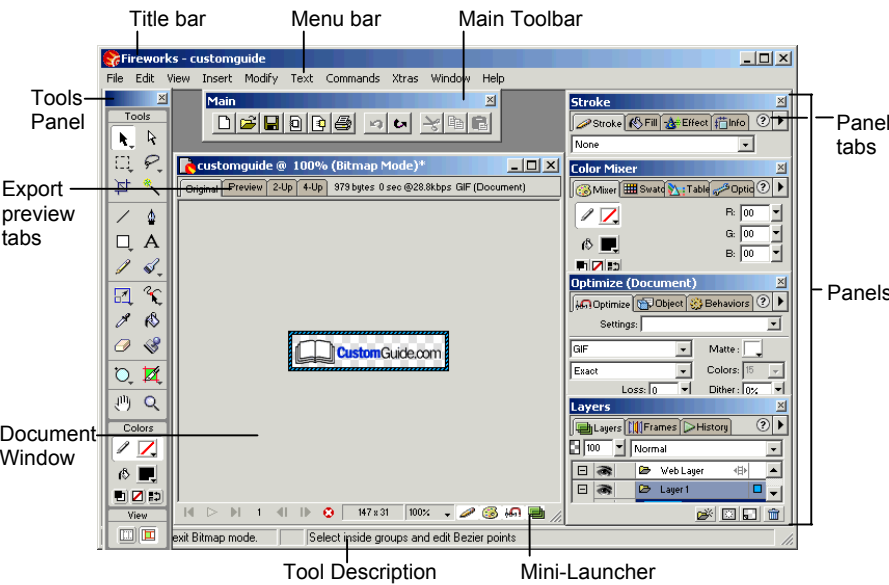 Title bar
Menu bar
Main Toolbar
Fireworks - customguide
File Edit View Insert Modify Text Commands Xtras Window Help
Tools Panel
Tools
Main
Stroke
Stroke Fill Effect Info ?
None
Panel tabs
customguide @ 100% (Bitmap Mode)*
Original Preview 2-Up 4-Up 979 bytes 0 sec @28.8kbps GIF (Document)
Export preview tabs
Color Mixer
Mixer Swatc Table Optic ?
R: 00
G: 00
B: 00
Optimize (Document)
Optimize Object Behaviors ?
Settings:
Panels
GIF Matte:
Exact Colors: 15
Loss: 0 Dither: 0%
CustomGuide.com
Layers
Layers Frames History ?
100 Normal
Web Layer
Layer 1
Colors
Document Window
View
1 147 x 31 100%
exit Bitmap mode. Select inside groups and edit Bezier points
Tool Description
Mini-Launcher